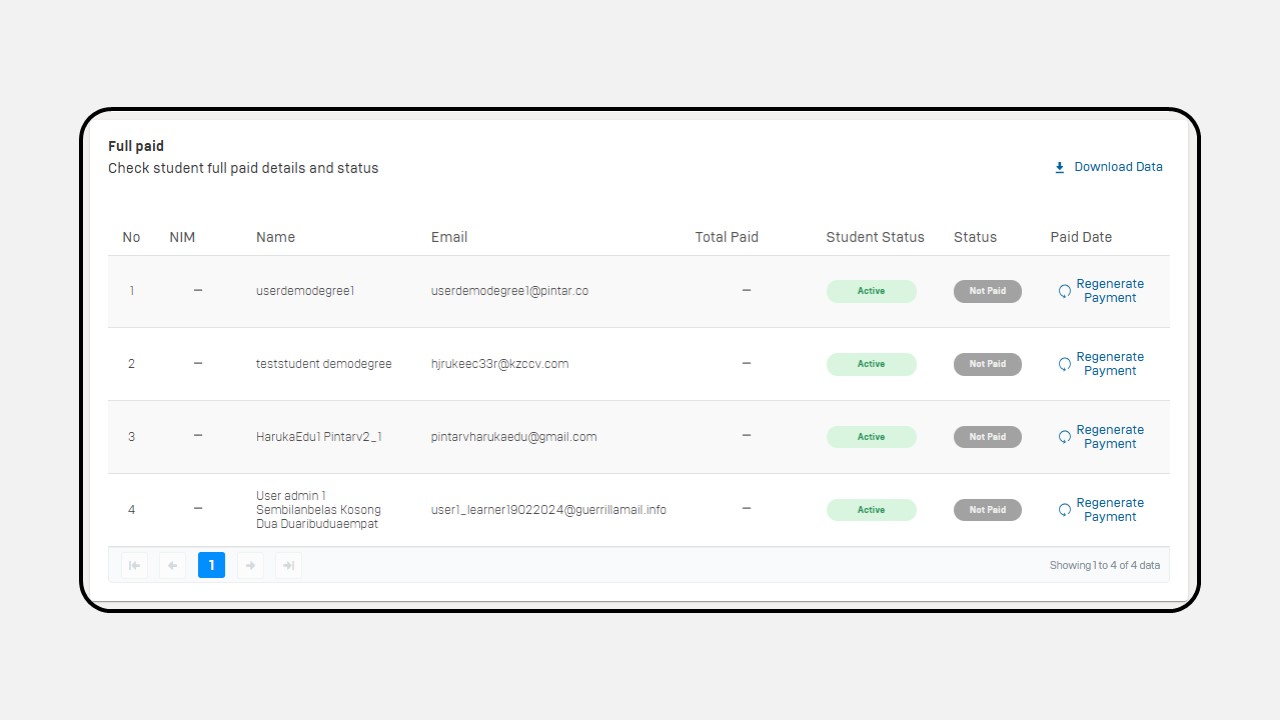 Full paid
Check student full paid details and status
Download Data
No NIM Name Email Total Paid Student Status Status Paid Date
1 – userdemodegree1 userdemodegree1@pintar.co – Active Not Paid Regenerate Payment
2 – teststudent demodegree hjrukeec33r@kzccv.com – Active Not Paid Regenerate Payment
3 – HarukaEdu1 Pintarv2_1 pintarvharukaedu@gmail.com – Active Not Paid Regenerate Payment
4 – User admin 1 Sembilanbelas Kosong Dua Duaribuduaempat user1_learner19022024@guerrillamail.info – Active Not Paid Regenerate Payment
1
Showing 1 to 4 of 4 data